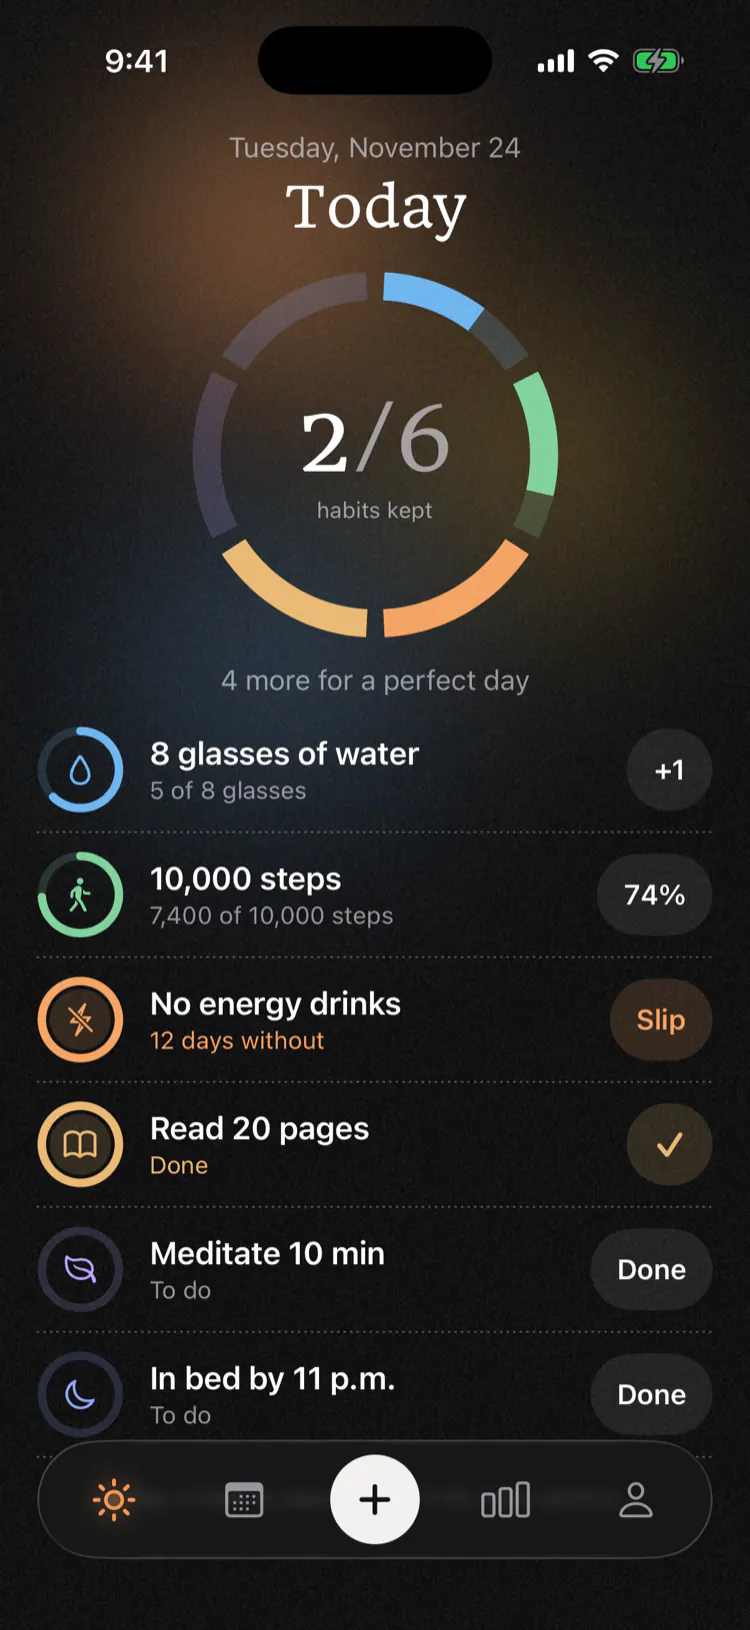 9:41
Tuesday, November 24
Today
2/6
habits kept
4 more for a perfect day
8 glasses of water
5 of 8 glasses
+1
10,000 steps
7,400 of 10,000 steps
74%
No energy drinks
12 days without
Slip
Read 20 pages
Done
Meditate 10 min
To do
Done
In bed by 11 p.m.
To do
Done